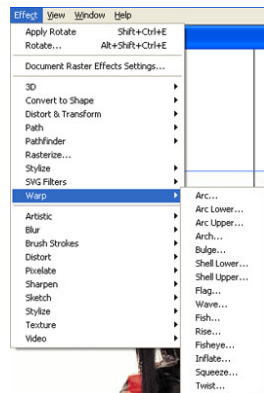 Effect View Window Help
Apply Rotate Shift+Ctrl+E
Rotate... Alt+Shift+Ctrl+E
Document Raster Effects Settings...
3D
Convert to Shape
Distort & Transform
Path
Pathfinder
Rasterize...
Stylize
SVG Filters
Warp
Artistic
Blur
Brush Strokes
Distort
Pixelate
Sharpen
Sketch
Stylize
Texture
Video
Arc...
Arc Lower...
Arc Upper...
Arch...
Bulge...
Shell Lower...
Shell Upper...
Flag...
Wave...
Fish...
Rise...
Fisheye...
Inflate...
Squeeze...
Twist...